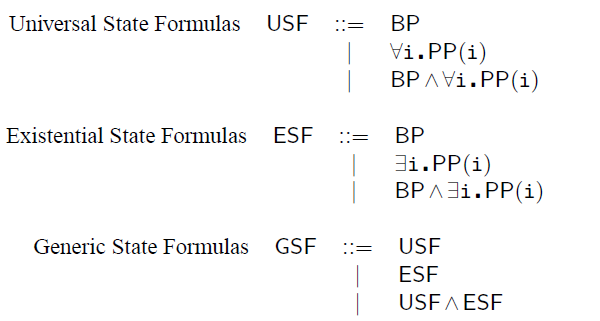 Universal State Formulas USF ::= BP
| ∀i.PP(i)
| BP∧∀i.PP(i)
Existential State Formulas ESF ::= BP
| ∃i.PP(i)
| BP∧∃i.PP(i)
Generic State Formulas GSF ::= USF
| ESF
| USF∧ESF